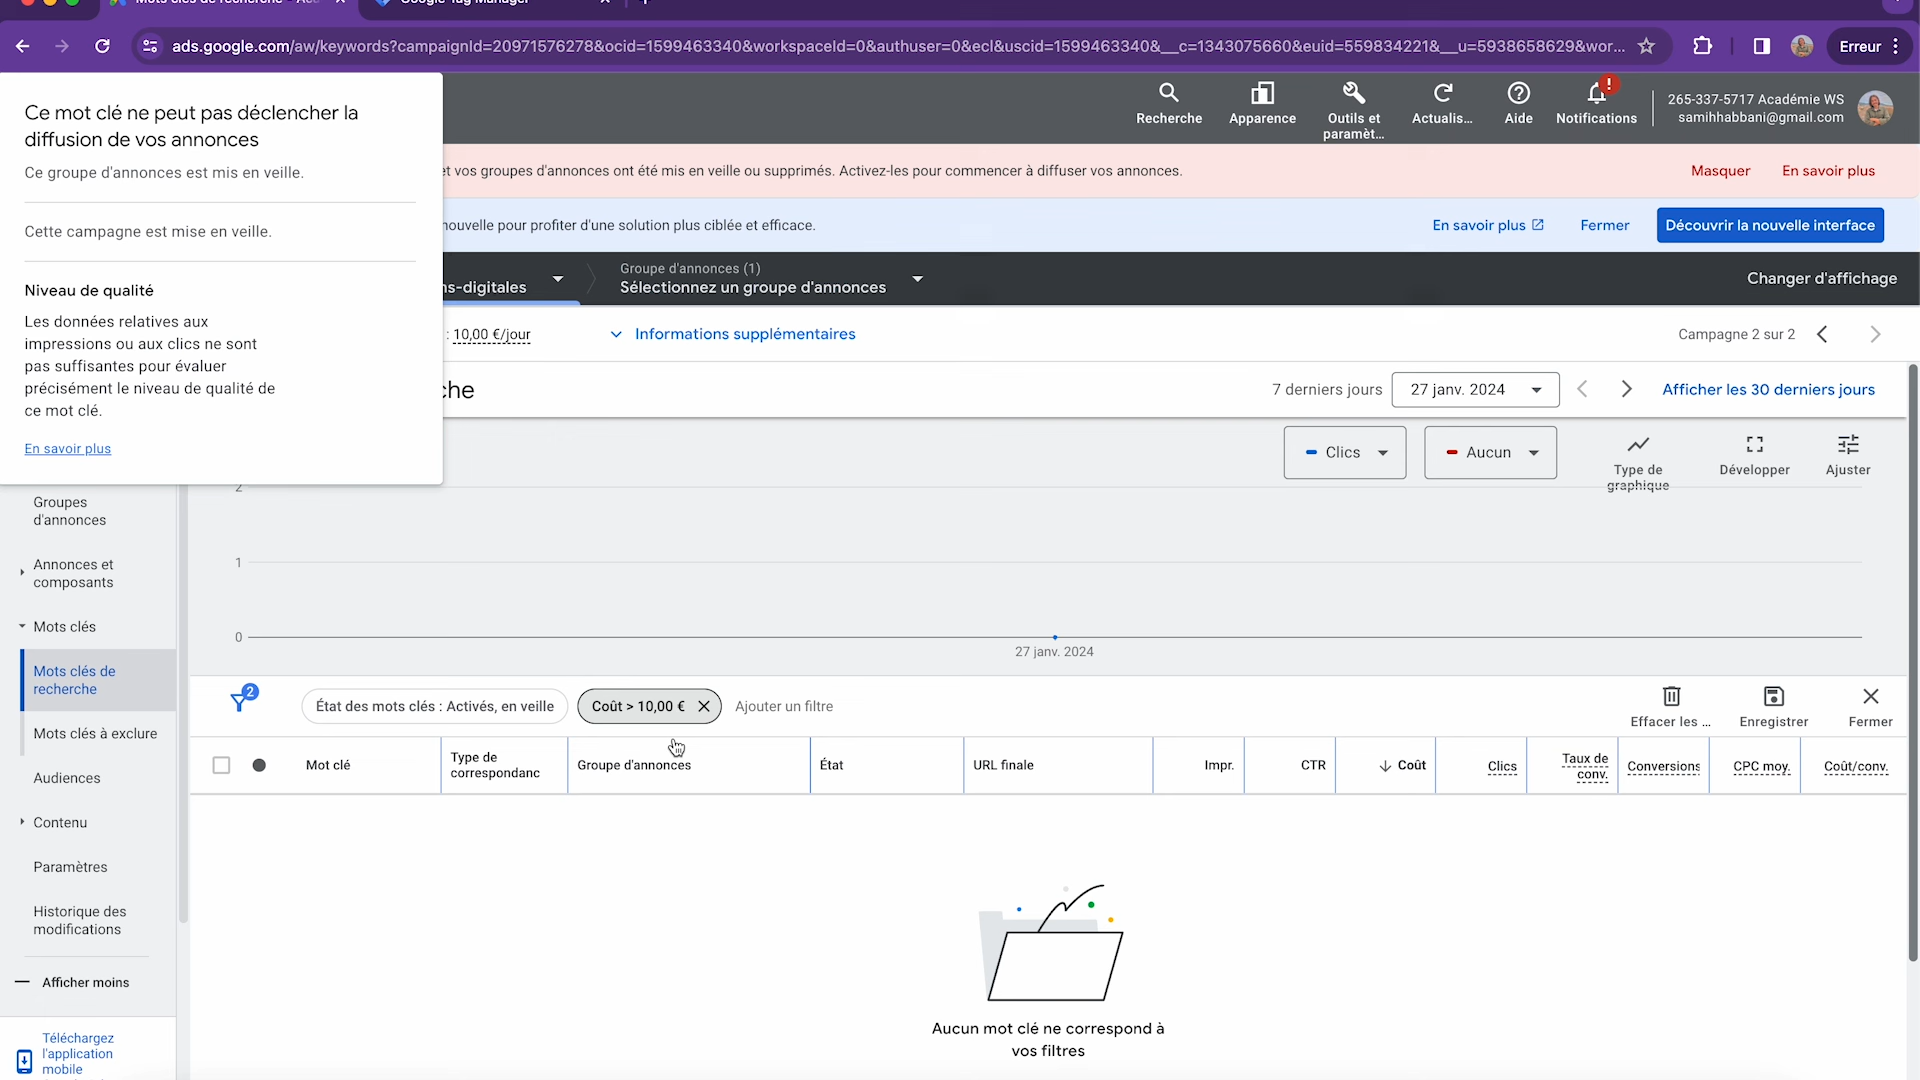 ads.google.com/aw/keywords?campaignId=20971576278&ocid=1599463340&workspaceId=0&authuser=0&ecl&uscid=1599463340&__c=1343075660&euid=559834221&__u=5938658629&wor...
Erreur
Ce mot clé ne peut pas déclencher la
diffusion de vos annonces
Ce groupe d'annonces est mis en veille.
Cette campagne est mise en veille.
Niveau de qualité
Les données relatives aux
impressions ou aux clics ne sont
pas suffisantes pour évaluer
précisément le niveau de qualité de
ce mot clé.
En savoir plus
Recherche
Apparence
Outils et
paramèt...
Actualis...
Aide
!
Notifications
265-337-5717 Académie WS
samihhabbani@gmail.com
et vos groupes d'annonces ont été mis en veille ou supprimés. Activez-les pour commencer à diffuser vos annonces.
Masquer
En savoir plus
nouvelle pour profiter d'une solution plus ciblée et efficace.
En savoir plus
Fermer
Découvrir la nouvelle interface
ns-digitales
Groupe d'annonces (1)
Sélectionnez un groupe d'annonces
Changer d'affichage
: 10,00 €/jour
Informations supplémentaires
Campagne 2 sur 2
che
7 derniers jours
27 janv. 2024
Afficher les 30 derniers jours
Clics
Aucun
Type de
graphique
Développer
Ajuster
2
1
0
27 janv. 2024
Groupes
d'annonces
Annonces et
composants
Mots clés
Mots clés de
recherche
Mots clés à exclure
Audiences
Contenu
Paramètres
Historique des
modifications
Afficher moins
Téléchargez
l'application
mobile
2
État des mots clés : Activés, en veille
Coût > 10,00 €
Ajouter un filtre
Effacer les ...
Enregistrer
Fermer
Mot clé
Type de
correspondanc
Groupe d'annonces
État
URL finale
Impr.
CTR
Coût
Clics
Taux de
conv.
Conversions
CPC moy.
Coût/conv.
Aucun mot clé ne correspond à
vos filtres